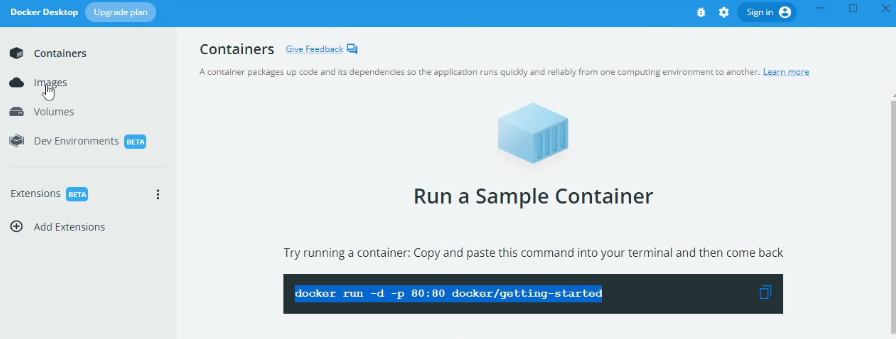 Docker Desktop Upgrade plan Sign in
Containers
Images
Volumes
Dev Environments BETA
Extensions BETA
Add Extensions
Containers Give Feedback
A container packages up code and its dependencies so the application runs quickly and reliably from one computing environment to another. Learn more
Run a Sample Container
Try running a container: Copy and paste this command into your terminal and then come back
docker run -d -p 80:80 docker/getting-started